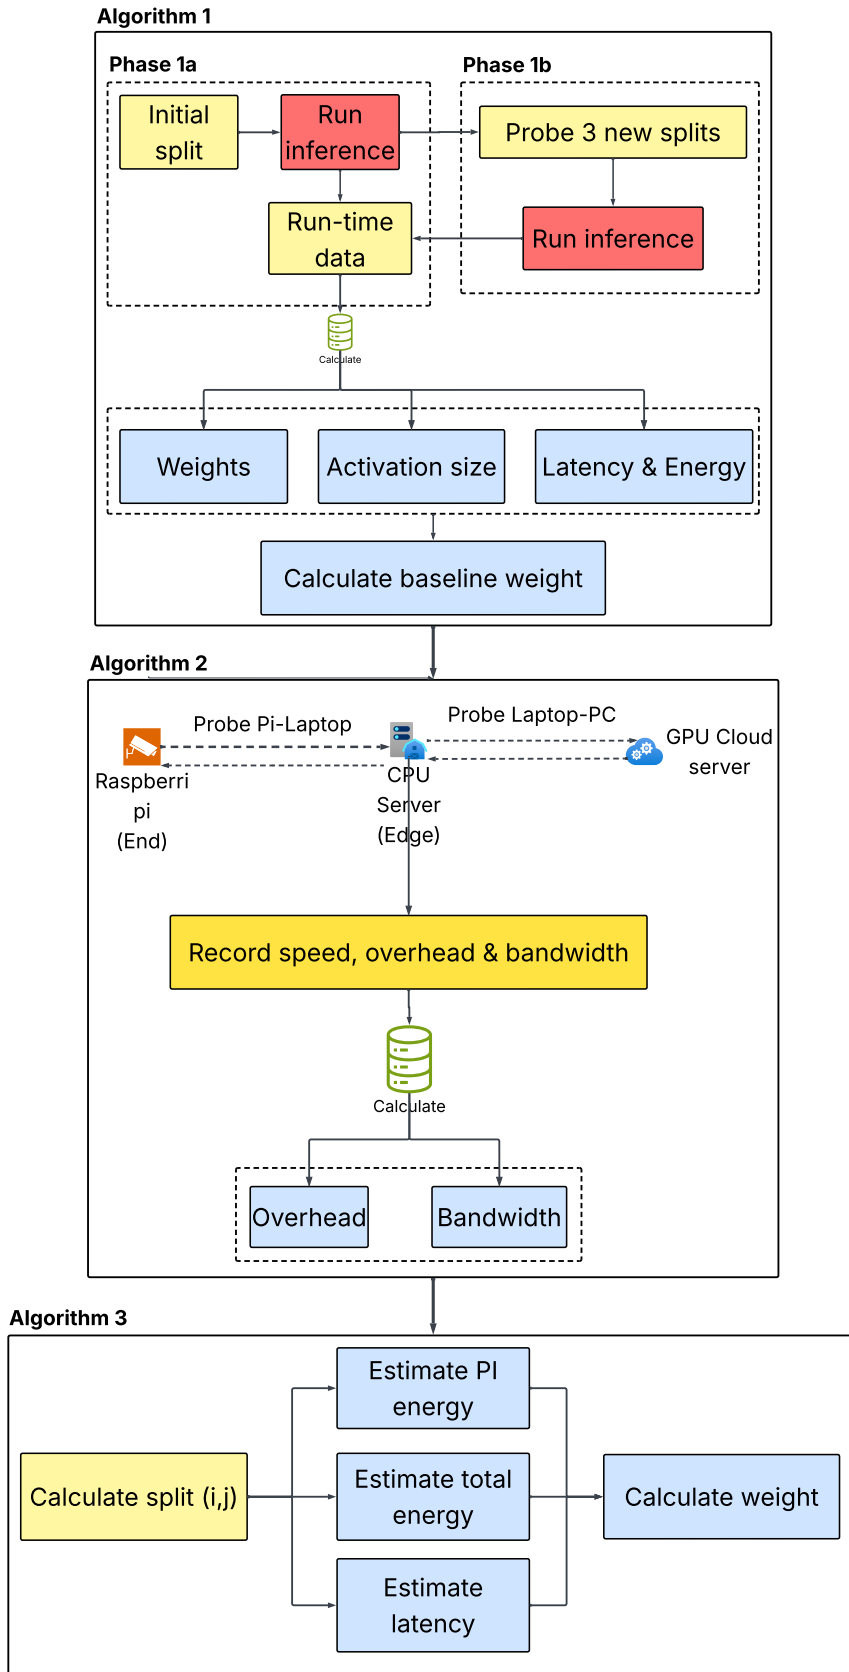 Algorithm 1
Phase 1a
Phase 1b
Initial
split
Run
inference
Probe 3 new splits
Run-time
data
Run inference
Calculate
Weights
Activation size
Latency & Energy
Calculate baseline weight
Algorithm 2
Probe Pi-Laptop
Probe Laptop-PC
GPU Cloud
server
Raspberri
pi
(End)
CPU
Server
(Edge)
Record speed, overhead & bandwidth
Calculate
Overhead
Bandwidth
Algorithm 3
Estimate PI
energy
Calculate split (i,j)
Estimate total
energy
Calculate weight
Estimate
latency